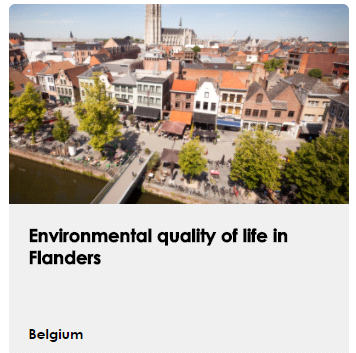 Environmental quality of life in
Flanders
Belgium